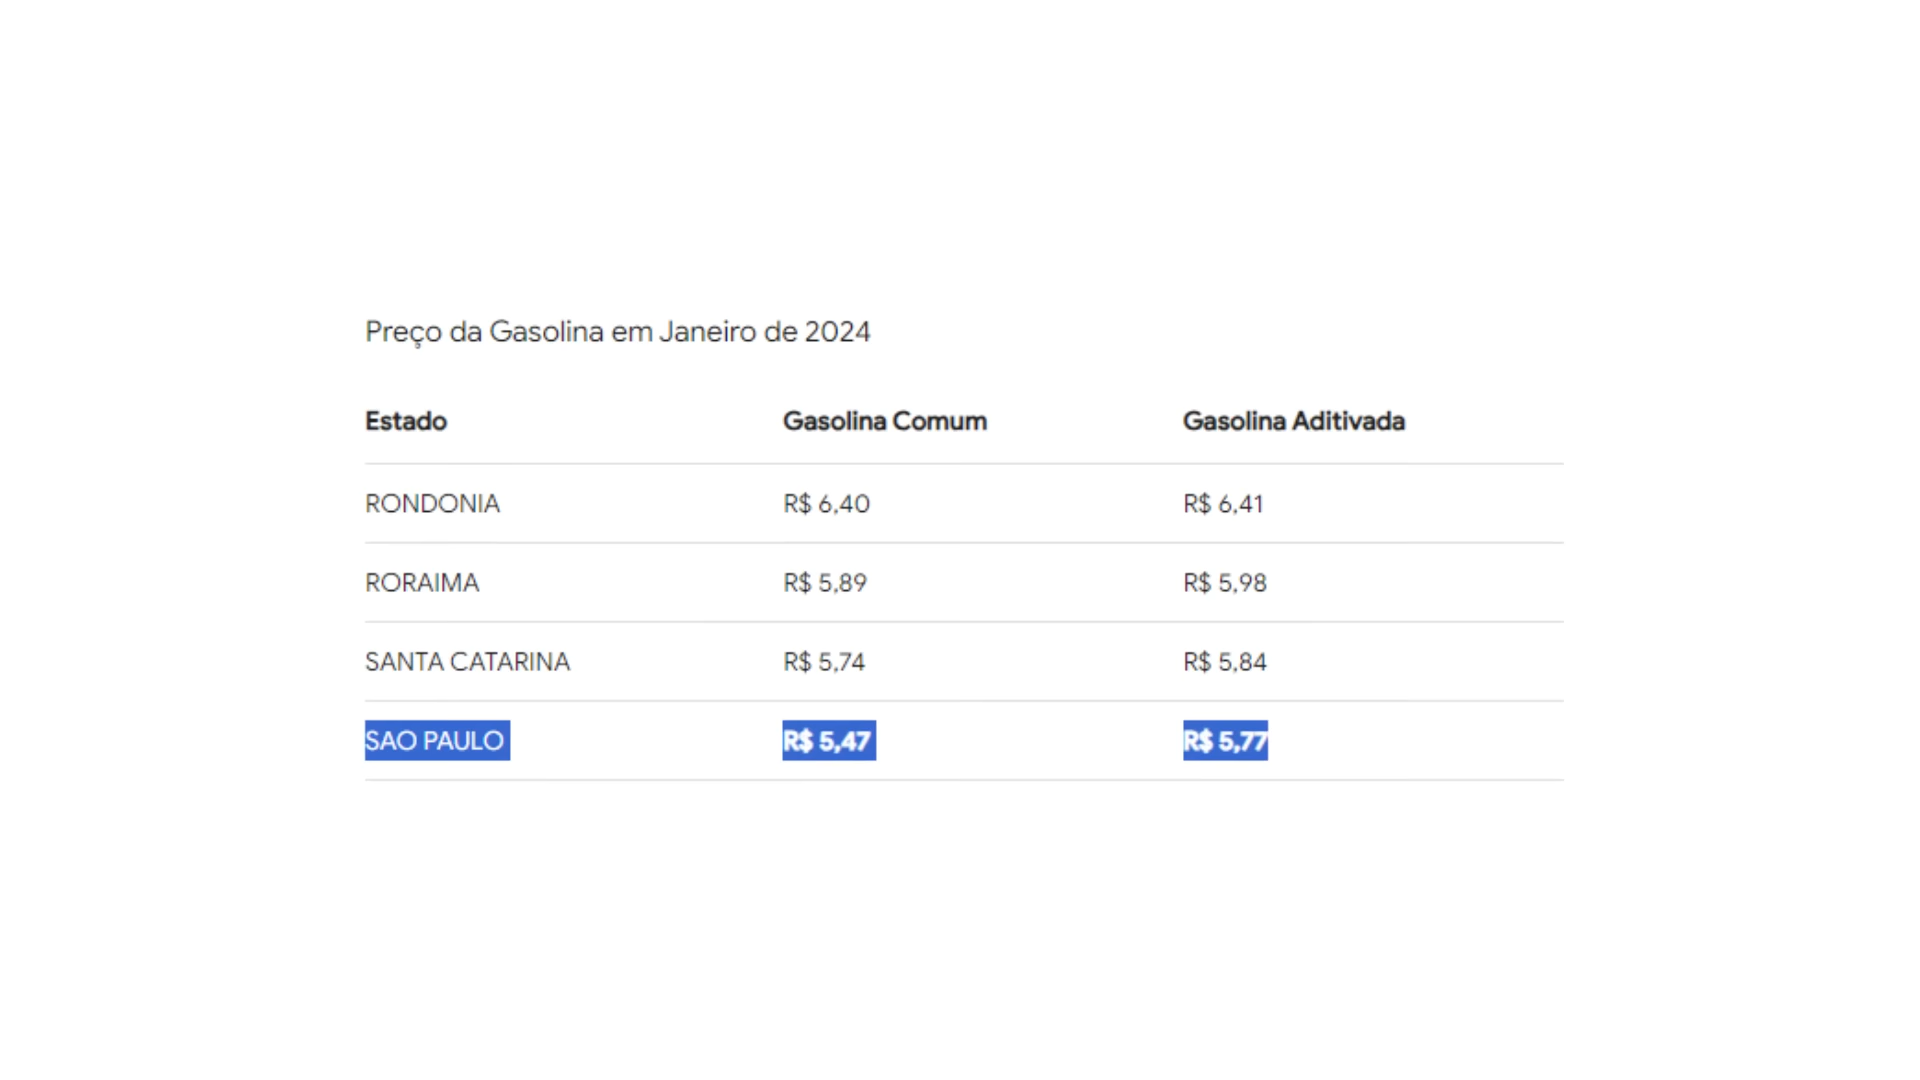 Preço da Gasolina em Janeiro de 2024
Estado Gasolina Comum Gasolina Aditivada
RONDONIA R$ 6,40 R$ 6,41
RORAIMA R$ 5,89 R$ 5,98
SANTA CATARINA R$ 5,74 R$ 5,84
SAO PAULO R$ 5,47 R$ 5,77